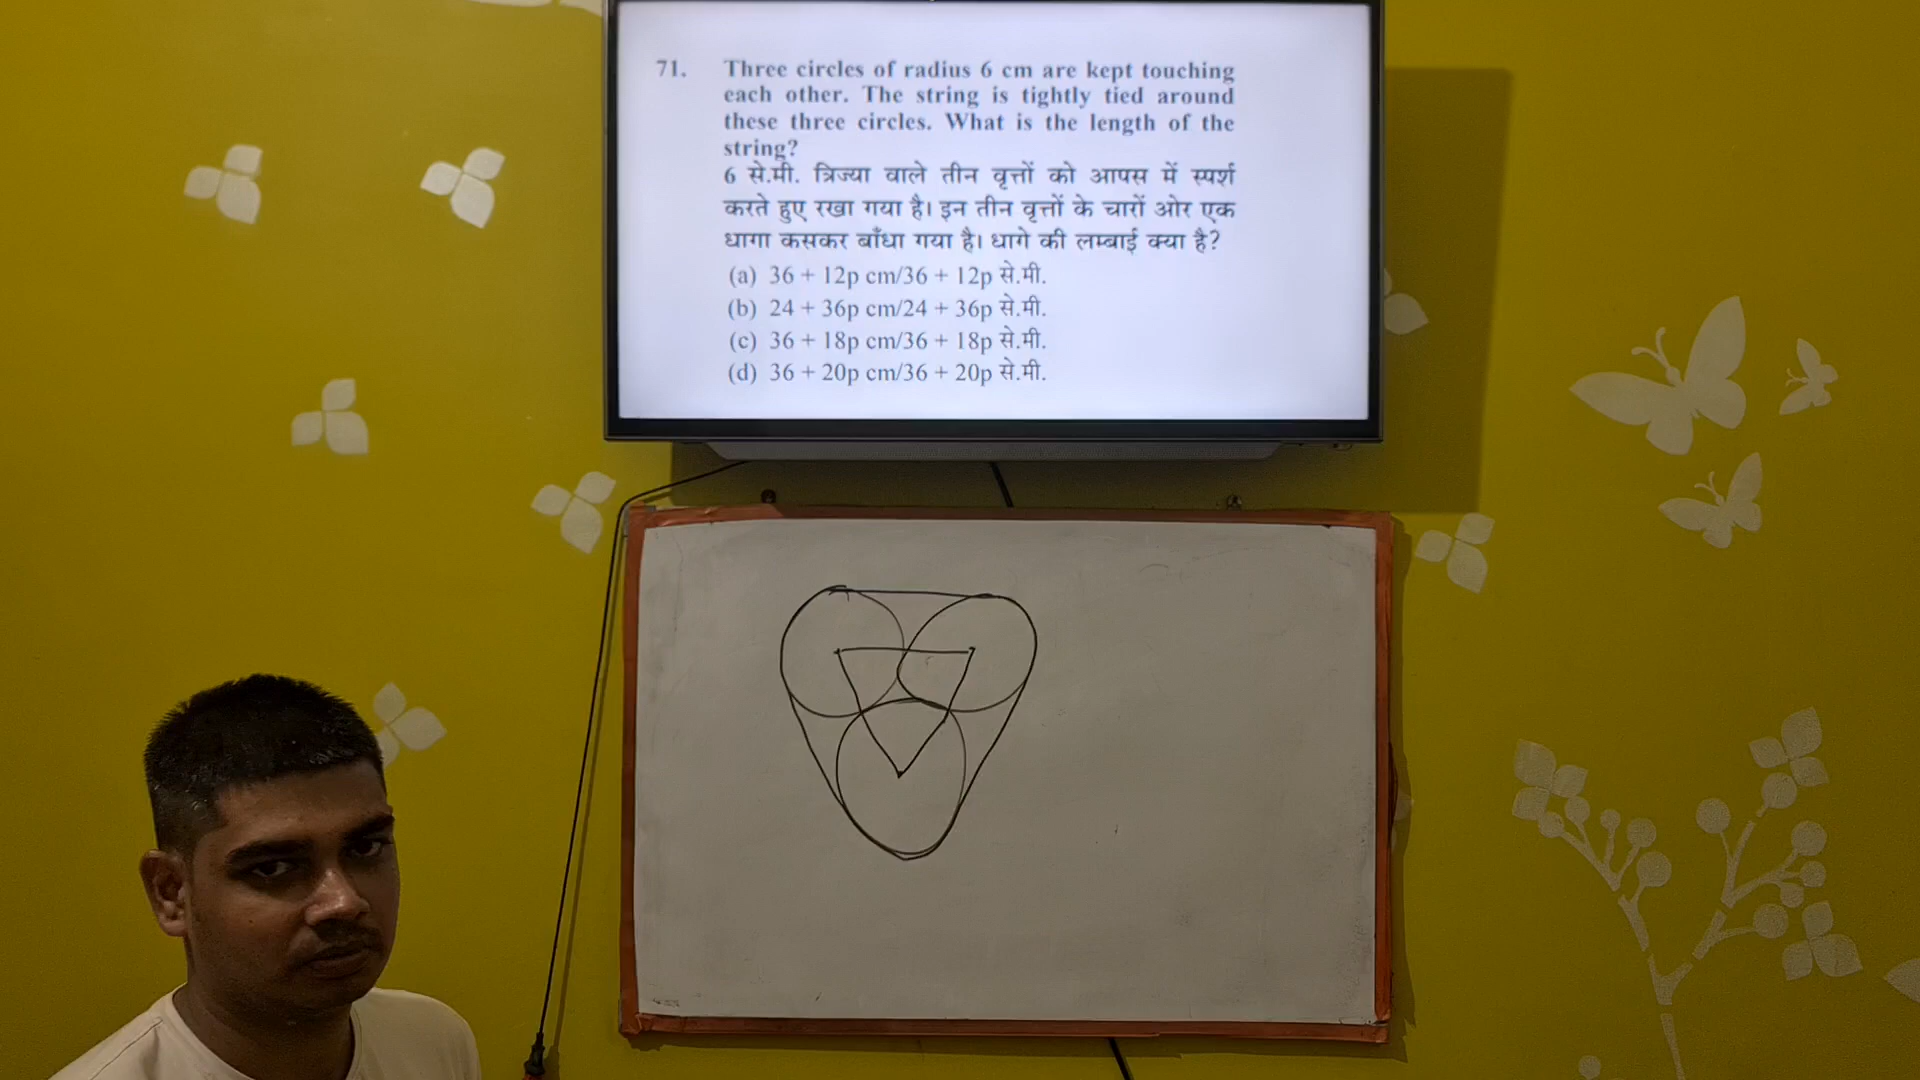 71. Three circles of radius 6 cm are kept touching
each other. The string is tightly tied around
these three circles. What is the length of the
string?
6 से.मी. त्रिज्या वाले तीन वृत्तों को आपस में स्पर्श
करते हुए रखा गया है। इन तीन वृत्तों के चारों ओर एक
धागा कसकर बाँधा गया है। धागे की लम्बाई क्या है?
(a) 36 + 12p cm/36 + 12p से.मी.
(b) 24 + 36p cm/24 + 36p से.मी.
(c) 36 + 18p cm/36 + 18p से.मी.
(d) 36 + 20p cm/36 + 20p से.मी.